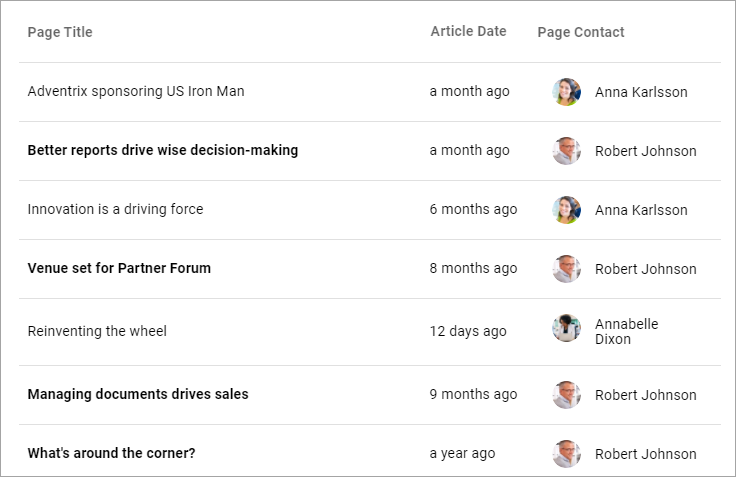 Page Title Article Date Page Contact
Adventrix sponsoring US Iron Man a month ago Anna Karlsson
Better reports drive wise decision-making a month ago Robert Johnson
Innovation is a driving force 6 months ago Anna Karlsson
Venue set for Partner Forum 8 months ago Robert Johnson
Reinventing the wheel 12 days ago Annabelle
Dixon
Managing documents drives sales 9 months ago Robert Johnson
What's around the corner? a year ago Robert Johnson